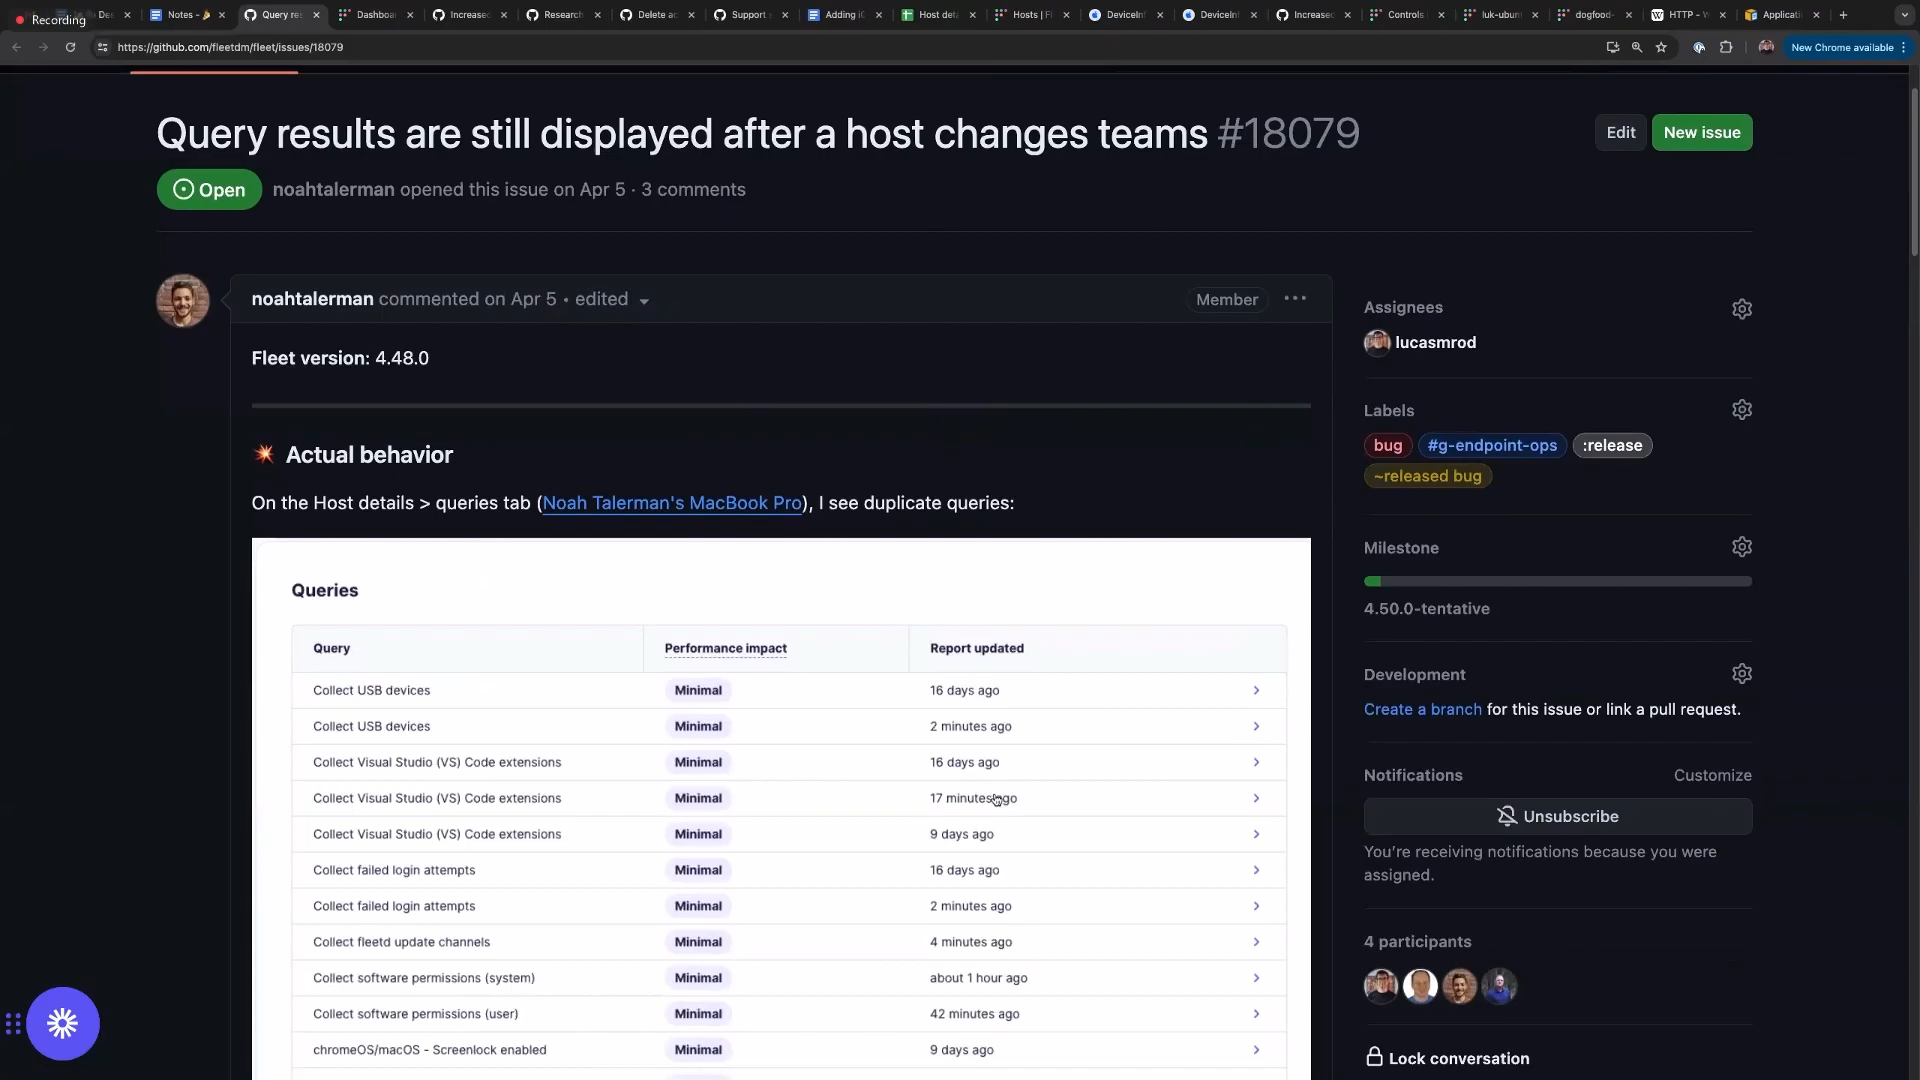 Recording
Dee
Notes - 🎉
Query res
Dashboa
Increased
Research
Delete ac
Support
Adding iO
Host deta
Hosts | Fl
DeviceInf
DeviceInf
Increased
Controls
luk-ubun
dogfood-
HTTP - W
Applicati
https://github.com/fleetdm/fleet/issues/18079
New Chrome available
Query results are still displayed after a host changes teams #18079
Edit
New issue
Open
noahtalerman opened this issue on Apr 5 · 3 comments
noahtalerman commented on Apr 5 • edited
Member
Fleet version: 4.48.0
💥 Actual behavior
On the Host details > queries tab (Noah Talerman's MacBook Pro), I see duplicate queries:
Queries
Query Performance impact Report updated
Collect USB devices Minimal 16 days ago
Collect USB devices Minimal 2 minutes ago
Collect Visual Studio (VS) Code extensions Minimal 16 days ago
Collect Visual Studio (VS) Code extensions Minimal 17 minutes ago
Collect Visual Studio (VS) Code extensions Minimal 9 days ago
Collect failed login attempts Minimal 16 days ago
Collect failed login attempts Minimal 2 minutes ago
Collect fleetd update channels Minimal 4 minutes ago
Collect software permissions (system) Minimal about 1 hour ago
Collect software permissions (user) Minimal 42 minutes ago
chromeOS/macOS - Screenlock enabled Minimal 9 days ago
Assignees
lucasmrod
Labels
bug #g-endpoint-ops :release
~released bug
Milestone
4.50.0-tentative
Development
Create a branch for this issue or link a pull request.
Notifications
Customize
Unsubscribe
You're receiving notifications because you were
assigned.
4 participants
Lock conversation